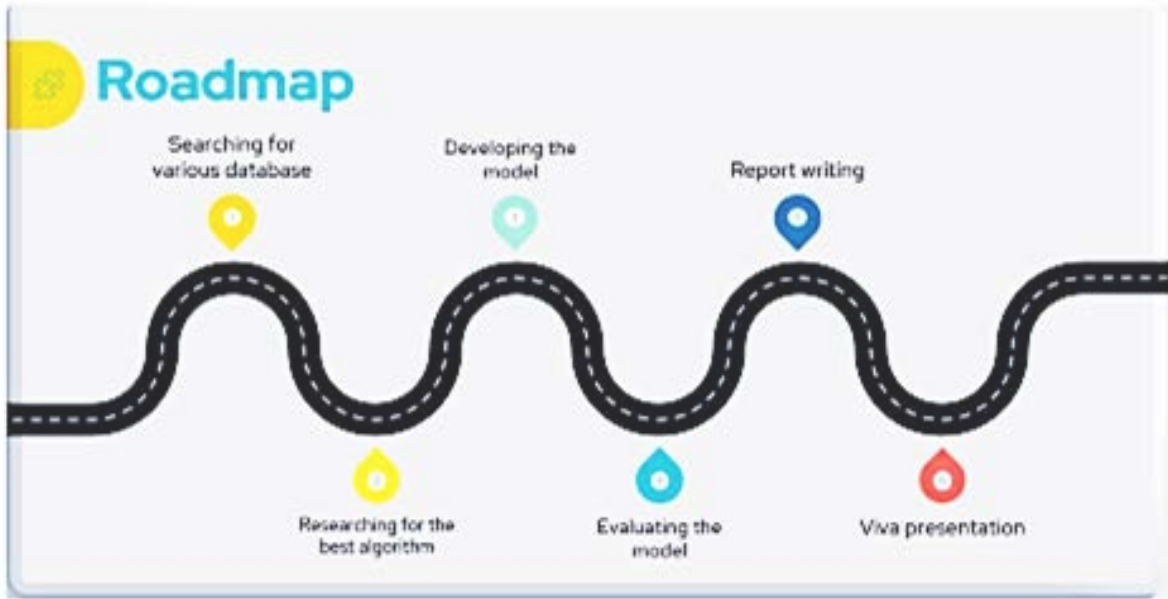 Roadmap
Searching for
various database
Researching for the
best algorithm
Developing the
model
Evaluating the
model
Report writing
Viva presentation